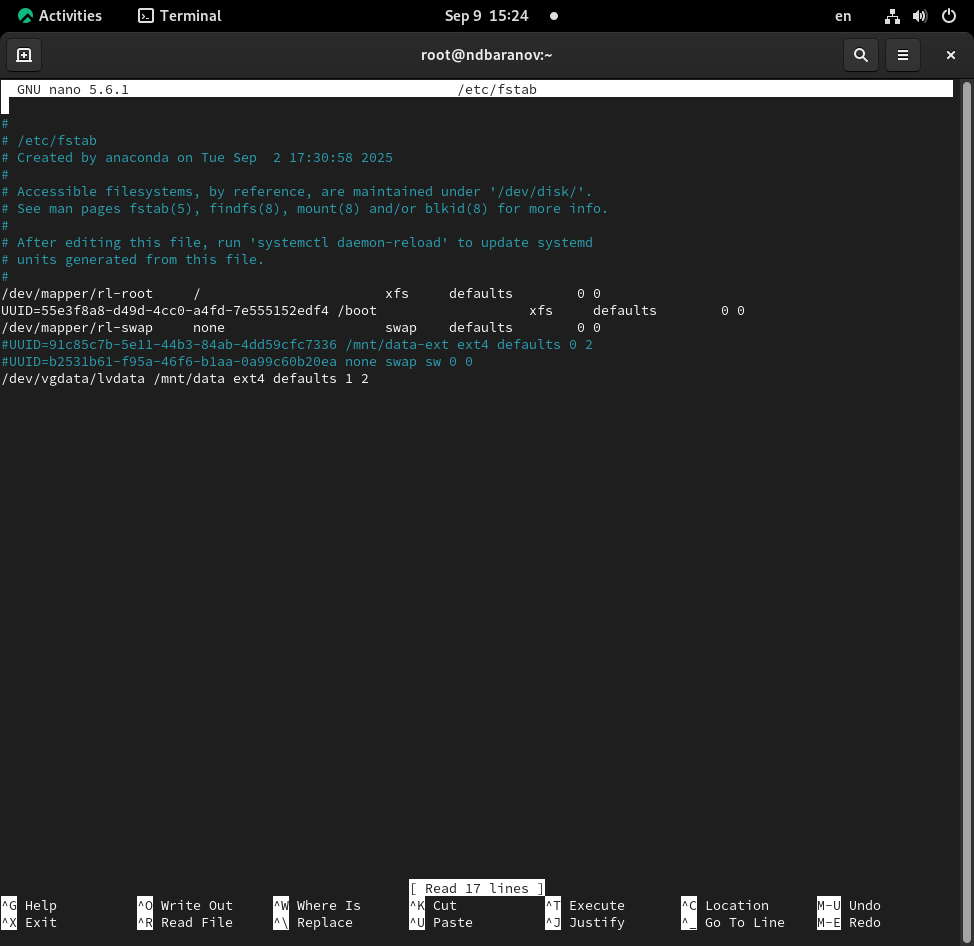 Activities Terminal Sep 9 15:24 en
root@ndbaranov:~
GNU nano 5.6.1 /etc/fstab
#
# /etc/fstab
# Created by anaconda on Tue Sep  2 17:30:58 2025
#
# Accessible filesystems, by reference, are maintained under '/dev/disk/'.
# See man pages fstab(5), findfs(8), mount(8) and/or blkid(8) for more info.
#
# After editing this file, run 'systemctl daemon-reload' to update systemd
# units generated from this file.
#
/dev/mapper/rl-root     /                       xfs     defaults        0 0
UUID=55e3f8a8-d49d-4cc0-a4fd-7e555152edf4 /boot                   xfs     defaults        0 0
/dev/mapper/rl-swap     none                    swap    defaults        0 0
#UUID=91c85c7b-5e11-44b3-84ab-4dd59cfc7336 /mnt/data-ext ext4 defaults 0 2
#UUID=b2531b61-f95a-46f6-b1aa-0a99c60b20ea none swap sw 0 0
/dev/vgdata/lvdata /mnt/data ext4 defaults 1 2
[ Read 17 lines ]
^G Help ^O Write Out ^W Where Is ^K Cut ^T Execute ^C Location M-U Undo
^X Exit ^R Read File ^\ Replace ^U Paste ^J Justify ^_ Go To Line M-E Redo